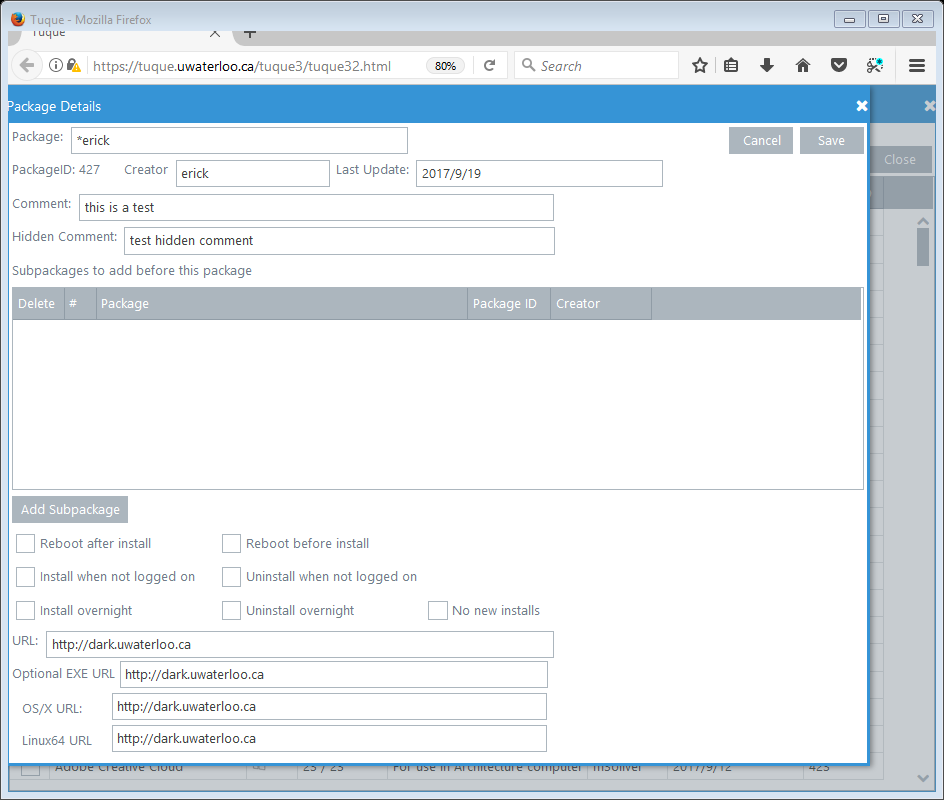 Tuque - Mozilla Firefox
Tuque
https://tuque.uwaterloo.ca/tuque3/tuque32.html 80% Search
Package Details
Package: *erick Cancel Save
PackageID: 427 Creator erick Last Update: 2017/9/19 Close
Comment: this is a test
Hidden Comment: test hidden comment
Subpackages to add before this package
Delete # Package Package ID Creator
Add Subpackage
Reboot after install Reboot before install
Install when not logged on Uninstall when not logged on
Install overnight Uninstall overnight No new installs
URL: http://dark.uwaterloo.ca
Optional EXE URL http://dark.uwaterloo.ca
OS/X URL: http://dark.uwaterloo.ca
Linux64 URL http://dark.uwaterloo.ca
Adobe Creative Cloud 23 / 23 For use in Architecture computer 2017/9/12 423